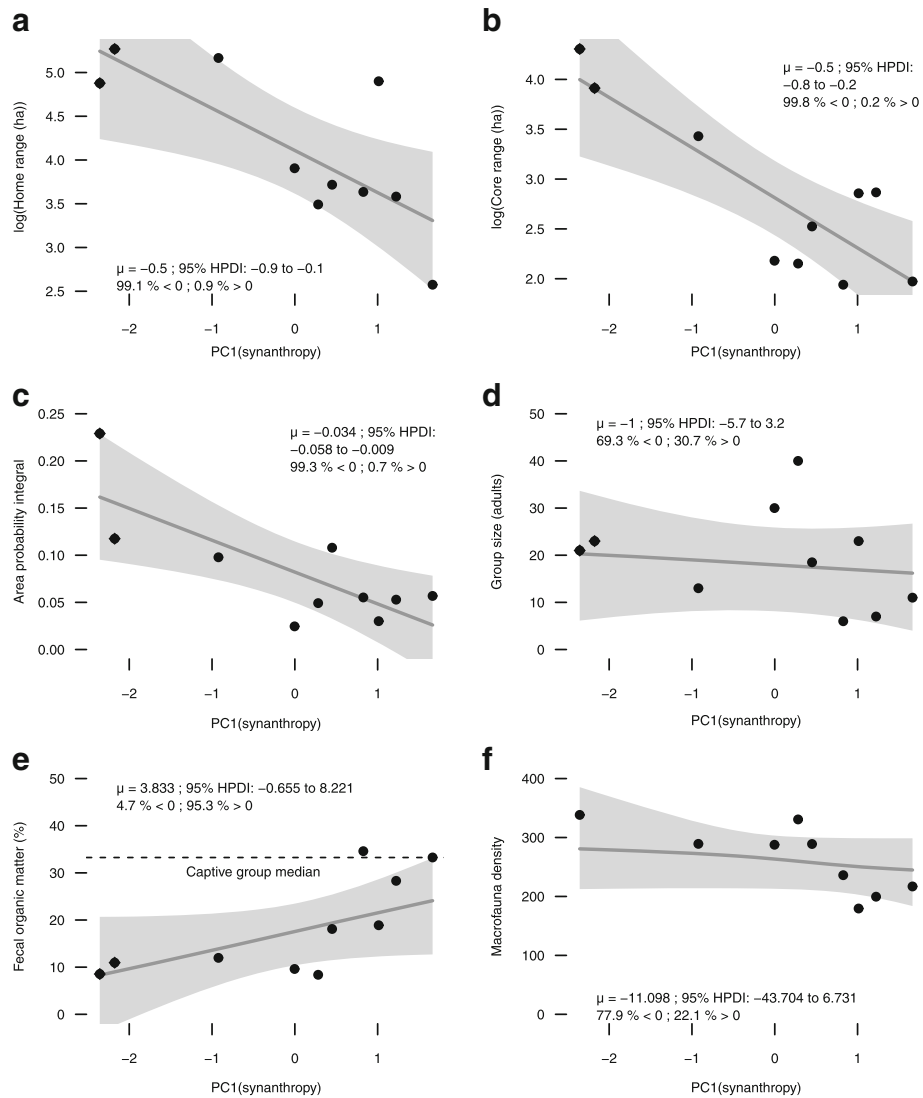 a
log(Home range (ha))
5.0
4.5
4.0
3.5
3.0
2.5
μ = −0.5 ; 95% HPDI: −0.9 to −0.1
99.1 % < 0 ; 0.9 % > 0
−2
−1
0
1
PC1(synanthropy)
b
log(Core range (ha))
4.0
3.5
3.0
2.5
2.0
μ = −0.5 ; 95% HPDI:
−0.8 to −0.2
99.8 % < 0 ; 0.2 % > 0
−2
−1
0
1
PC1(synanthropy)
c
Area probability integral
0.25
0.20
0.15
0.10
0.05
0.00
μ = −0.034 ; 95% HPDI:
−0.058 to −0.009
99.3 % < 0 ; 0.7 % > 0
−2
−1
0
1
PC1(synanthropy)
d
Group size (adults)
50
40
30
20
10
0
μ = −1 ; 95% HPDI: −5.7 to 3.2
69.3 % < 0 ; 30.7 % > 0
−2
−1
0
1
PC1(synanthropy)
e
Fecal organic matter (%)
50
40
30
20
10
0
μ = 3.833 ; 95% HPDI: −0.655 to 8.221
4.7 % < 0 ; 95.3 % > 0
Captive group median
−2
−1
0
1
PC1(synanthropy)
f
Macrofauna density
400
300
200
100
0
μ = −11.098 ; 95% HPDI: −43.704 to 6.731
77.9 % < 0 ; 22.1 % > 0
−2
−1
0
1
PC1(synanthropy)